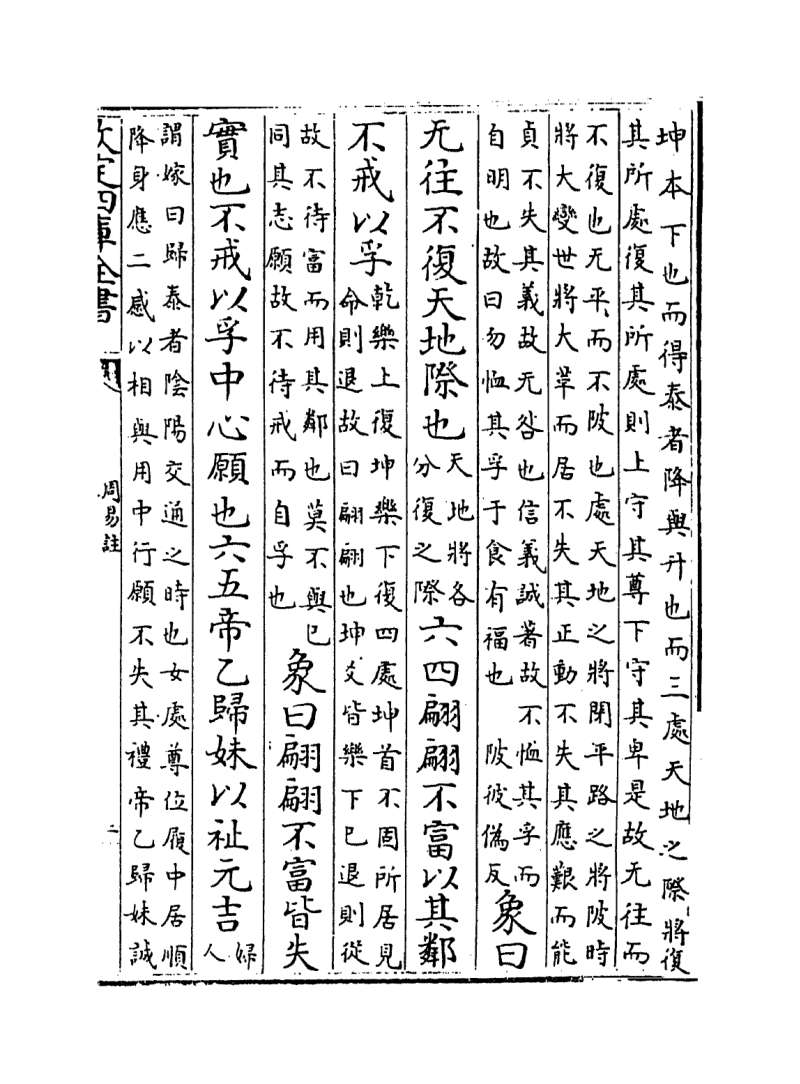 坤本下也而得泰者降與升也而三處天地之際將復
其所處復其所處則上守其尊下守其卑是故无往而
不復也无平而不陂也處天地之將閉平路之將陂時
將大變世將大革而居不失其正動不失其應艱而能
貞不失其義故无咎也信義誠著故不恤其孚而
自明也故曰勿恤其孚于食有福也 陂彼偽反
象曰
无往不復天地際也
天地將各
分復之際
六四翩翩不富以其鄰
不戒以孚
乾樂上復坤樂下復四處坤首不固所居見
命則退故曰翩翩也坤爻皆樂下已退則從
故不待富而用其鄰也莫不與已
同其志願故不待戒而自孚也
象曰翩翩不富皆失
實也不戒以孚中心願也六五帝乙歸妹以祉元吉
婦
人
謂嫁曰歸泰者陰陽交通之時也女處尊位履中居順
降身應二感以相與用中行願不失其禮帝乙歸妹誠
欽定四庫全書
周易註